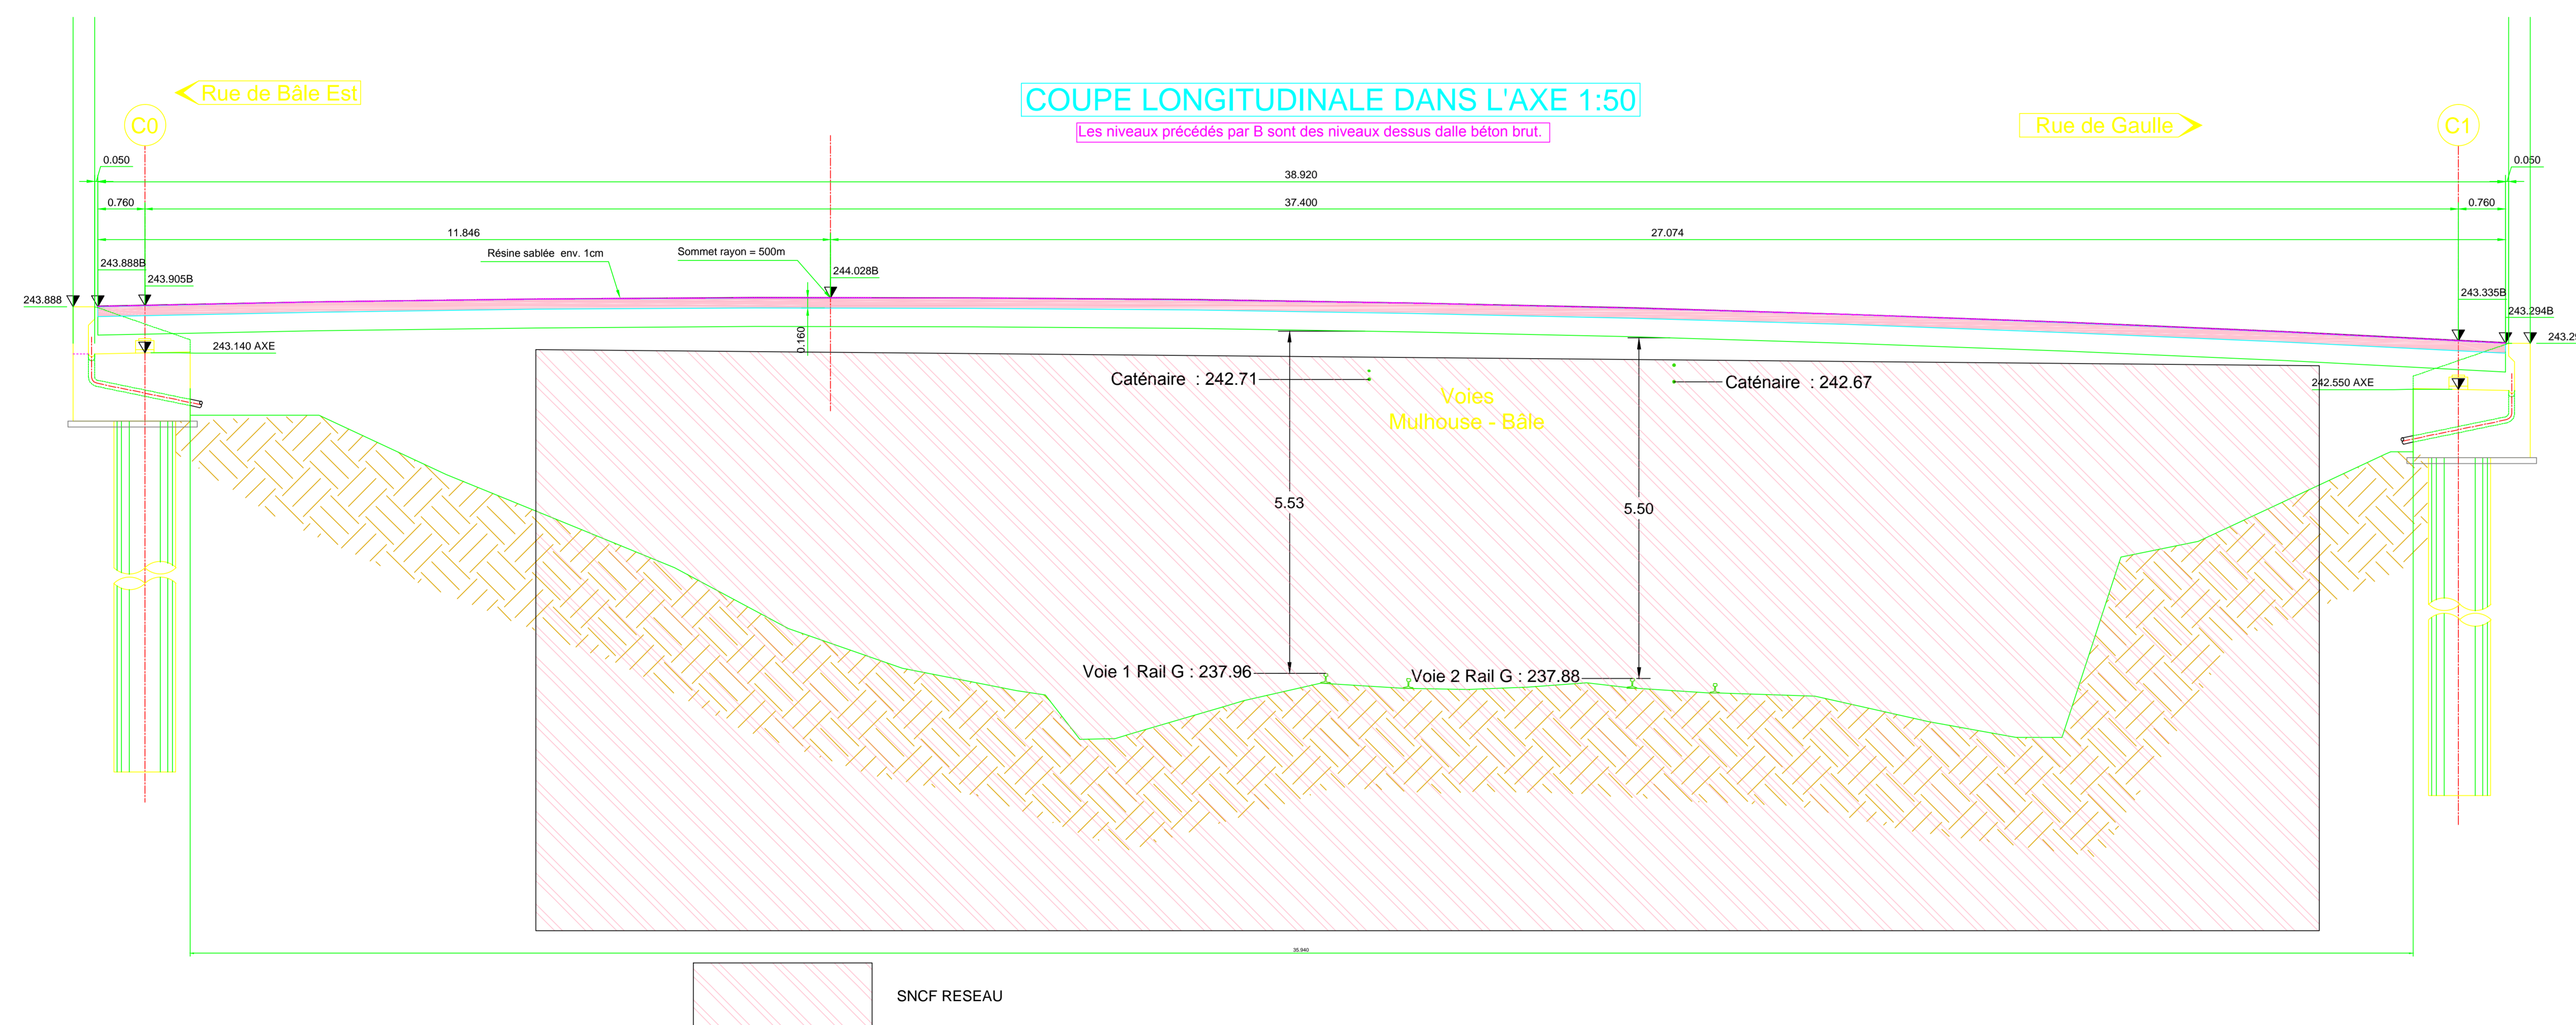 Rue de Bâle Est
COUPE LONGITUDINALE DANS L'AXE 1:50
Les niveaux précédés par B sont des niveaux dessus dalle béton brut.
Rue de Gaulle
C0
C1
0.050
38.920
0.050
0.760
37.400
0.760
11.846
27.074
Résine sablée env. 1cm
Sommet rayon = 500m
243.888B
243.905B
244.028B
243.888
243.335B
243.294B
243.140 AXE
0.160
Caténaire : 242.71
Caténaire : 242.67
242.550 AXE
Voies
Mulhouse - Bâle
5.53
5.50
Voie 1 Rail G : 237.96
Voie 2 Rail G : 237.88
35.940
SNCF RESEAU